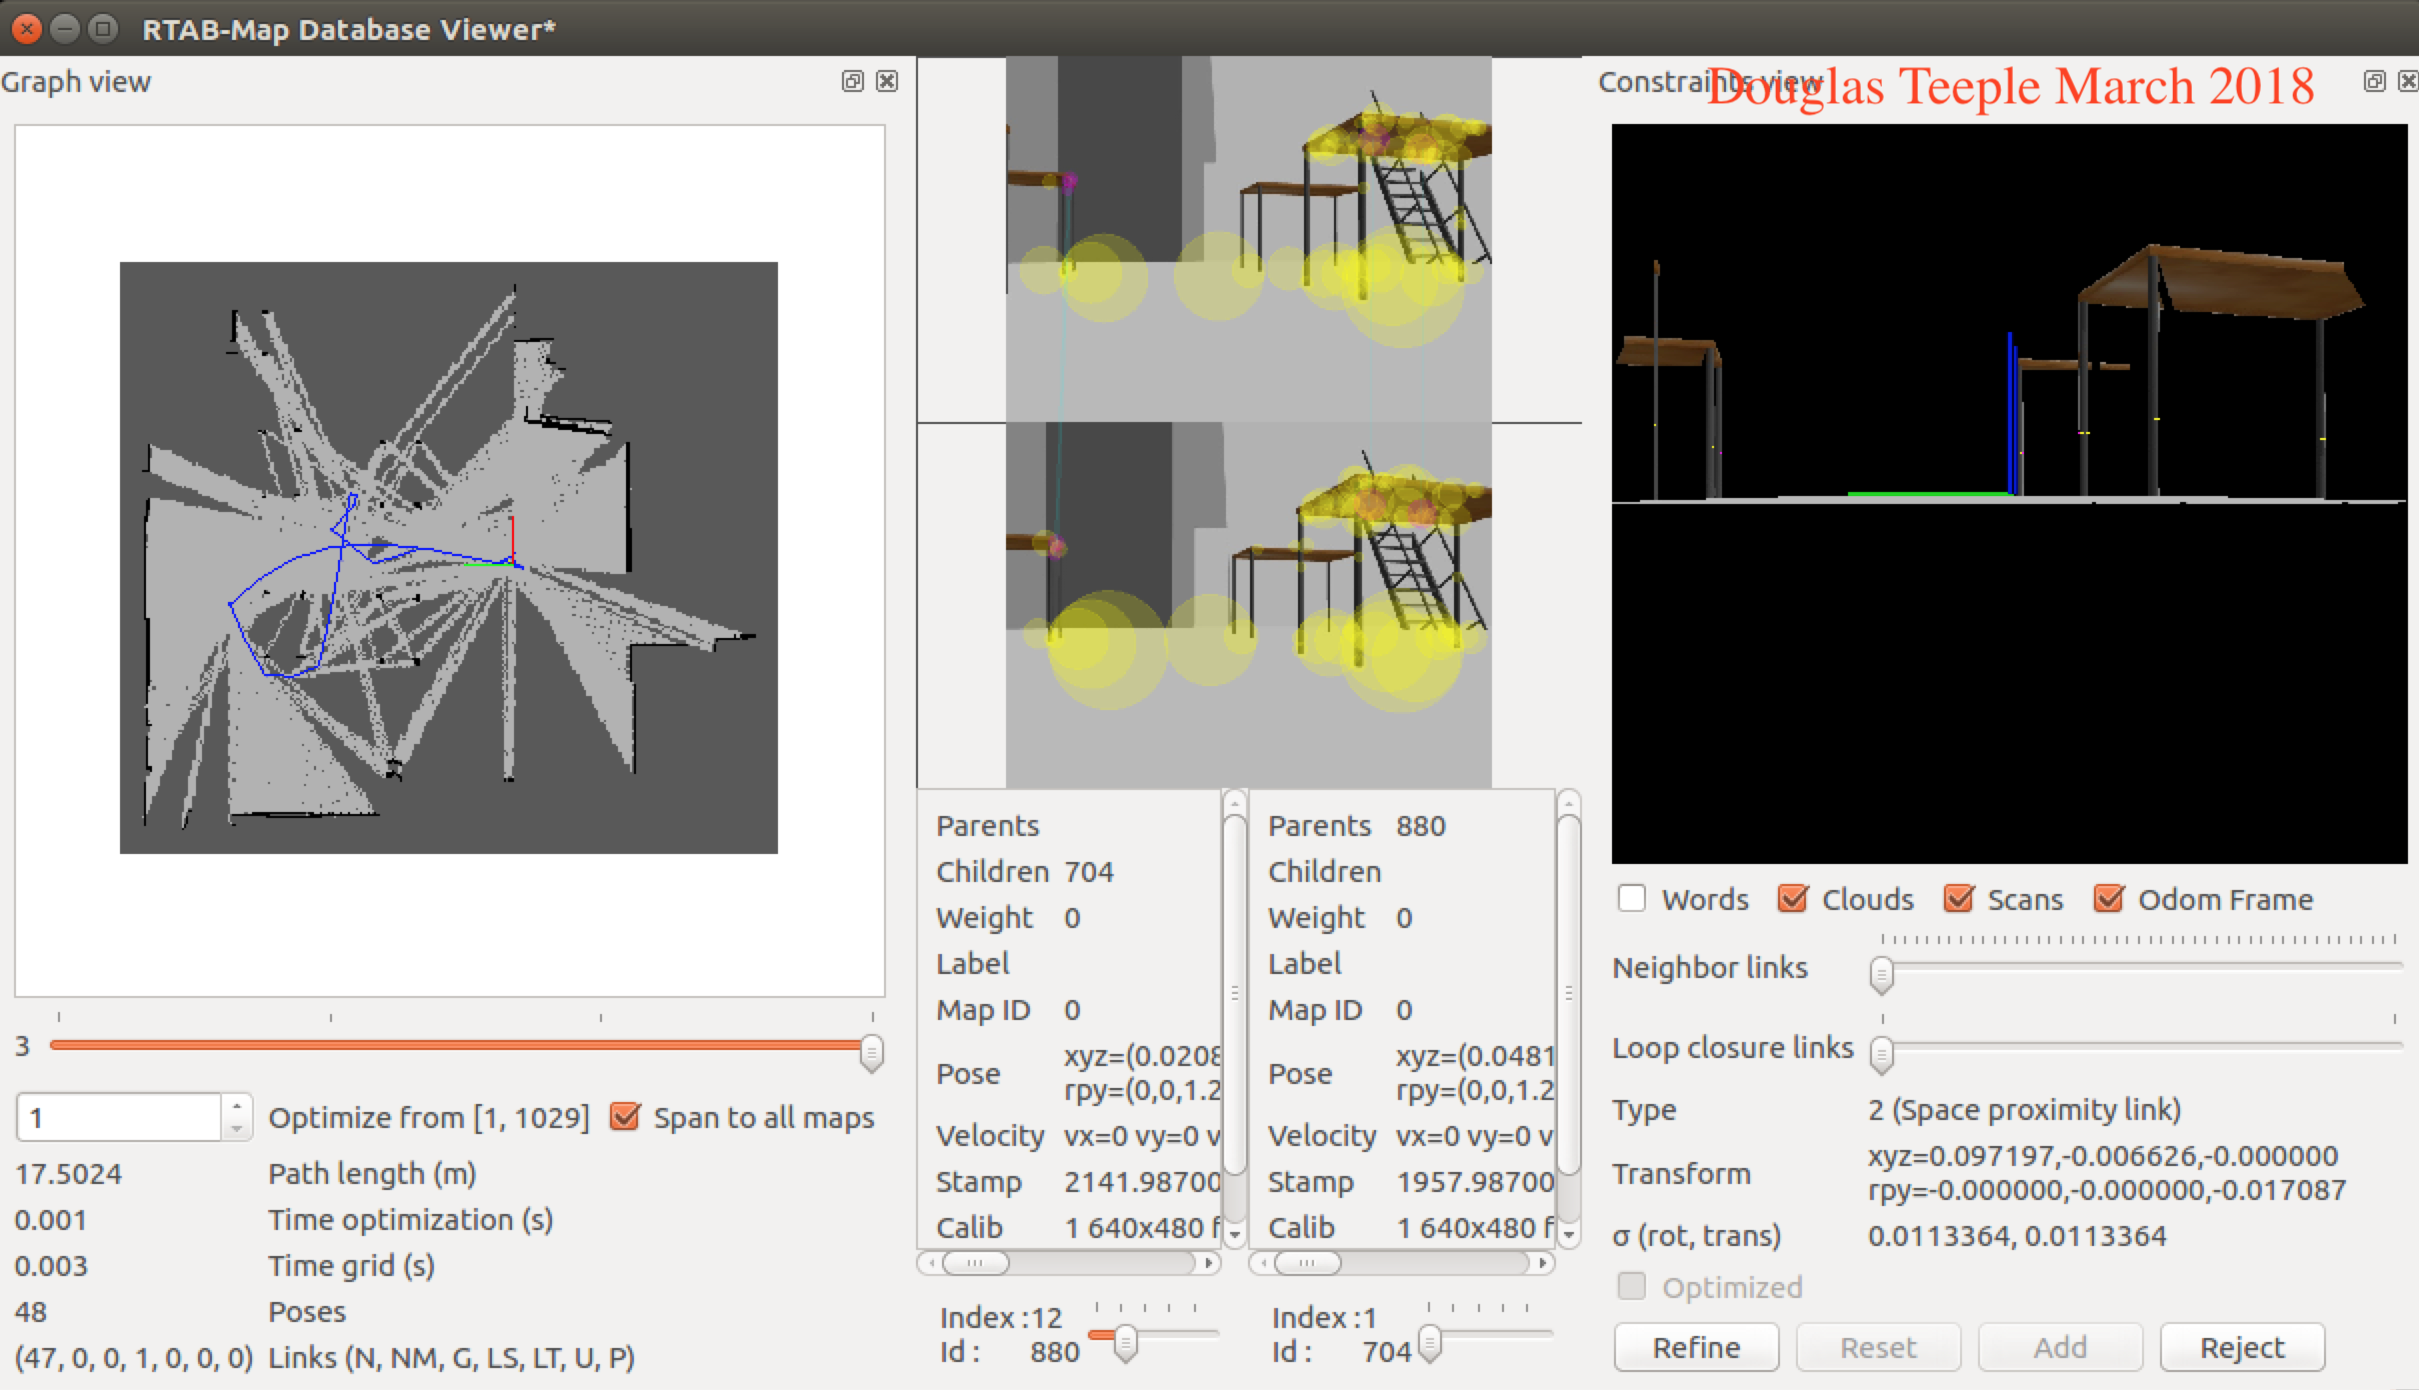 RTAB-Map Database Viewer*
Graph view
Constraints view
Douglas Teeple March 2018
3
1
Optimize from [1, 1029]
Span to all maps
17.5024 Path length (m)
0.001 Time optimization (s)
0.003 Time grid (s)
48 Poses
(47, 0, 0, 1, 0, 0, 0) Links (N, NM, G, LS, LT, U, P)
Parents
Children 704
Weight 0
Label
Map ID 0
Pose xyz=(0.0208
rpy=(0,0,1.2
Velocity vx=0 vy=0 v
Stamp 2141.98700
Calib 1 640x480 f
Index :12
Id : 880
Parents 880
Children
Weight 0
Label
Map ID 0
Pose xyz=(0.0481
rpy=(0,0,1.2
Velocity vx=0 vy=0 v
Stamp 1957.98700
Calib 1 640x480 f
Index :1
Id : 704
Words Clouds Scans Odom Frame
Neighbor links
Loop closure links
Type 2 (Space proximity link)
Transform xyz=0.097197,-0.006626,-0.000000
rpy=-0.000000,-0.000000,-0.017087
σ (rot, trans) 0.0113364, 0.0113364
Optimized
Refine Reset Add Reject